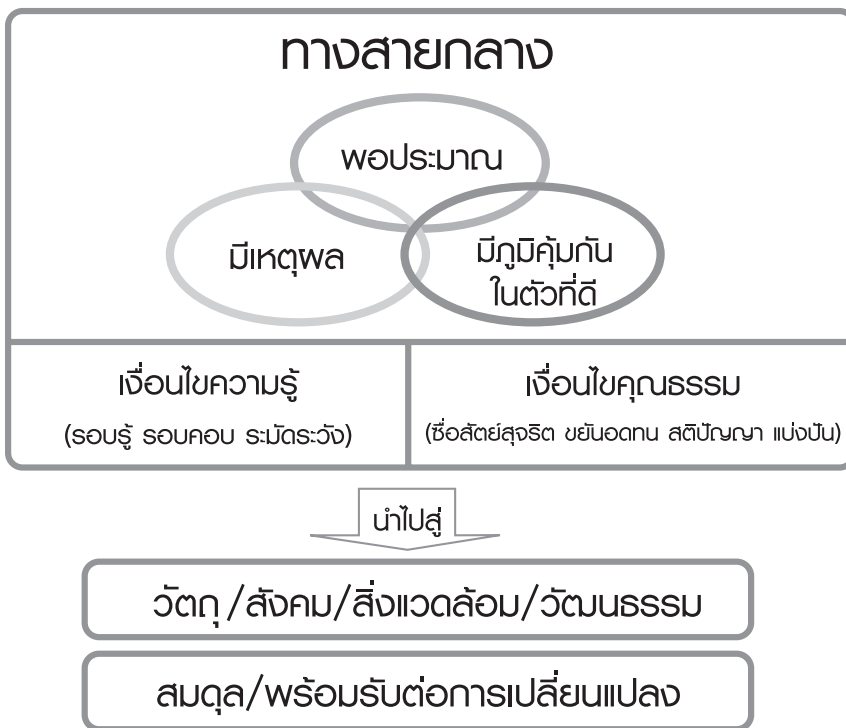 ทางสายกลาง
พอประมาณ
มีเหตุผล
มีภูมิคุ้มกัน
ในตัวที่ดี
เงื่อนไขความรู้
(รอบรู้ รอบคอบ ระมัดระวัง)
เงื่อนไขคุณธรรม
(ซื่อสัตย์สุจริต ขยันอดทน สติปัญญา แบ่งปัน)
นำไปสู่
วัตถุ/สังคม/สิ่งแวดล้อม/วัฒนธรรม
สมดุล/พร้อมรับต่อการเปลี่ยนแปลง